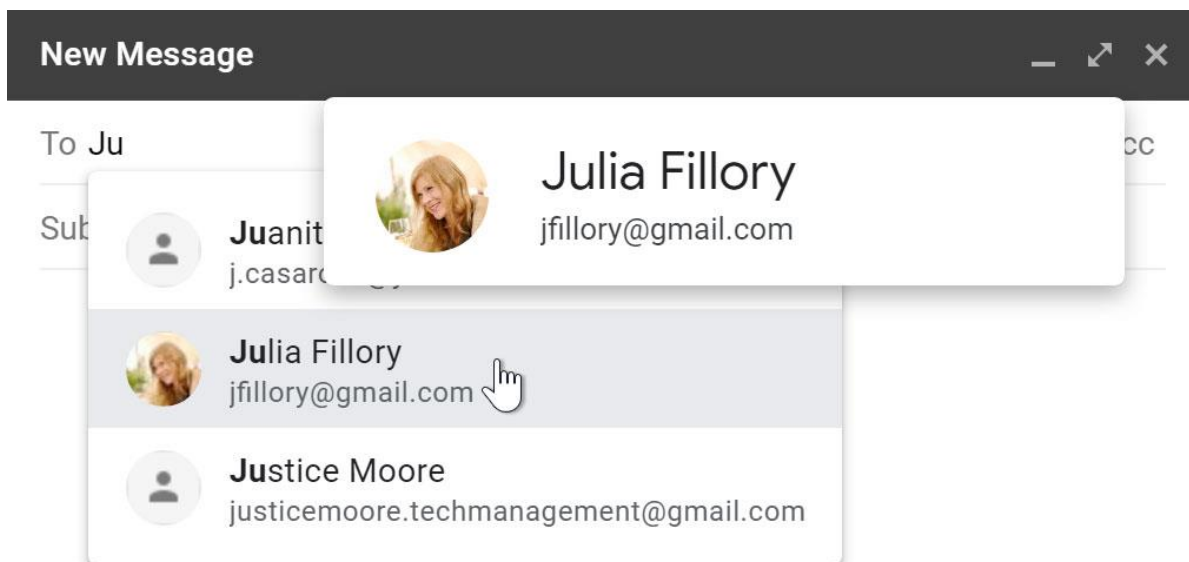 New Message
To Ju
cc
Julia Fillory
jfillory@gmail.com
Sub
Juanit
Julia Fillory
jfillory@gmail.com
Justice Moore
justicemoore.techmanagement@gmail.com